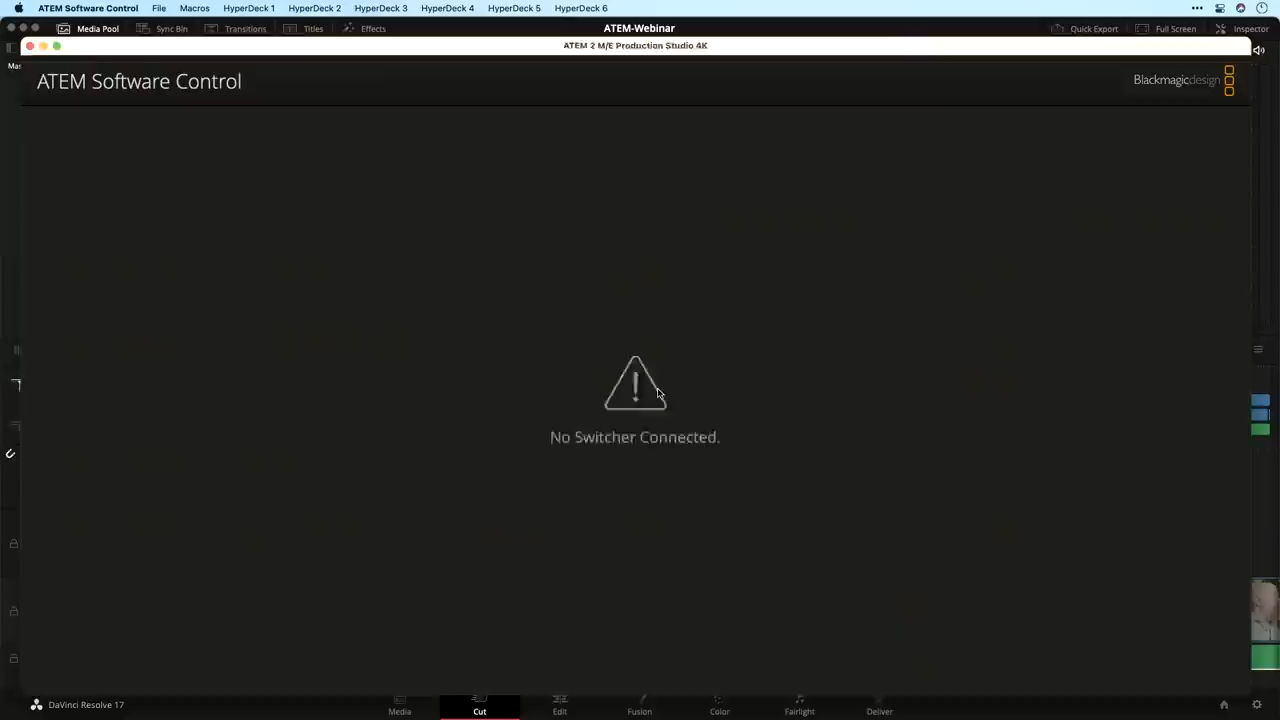 ATEM Software Control File Macros HyperDeck 1 HyperDeck 2 HyperDeck 3 HyperDeck 4 HyperDeck 5 HyperDeck 6
Media Pool Sync Bin Transitions Titles Effects ATEM-Webinar Quick Export Full Screen Inspector
ATEM 2 M/E Production Studio 4K
Mas
ATEM Software Control Blackmagicdesign
No Switcher Connected.
DaVinci Resolve 17 Media Cut Edit Fusion Color Fairlight Deliver